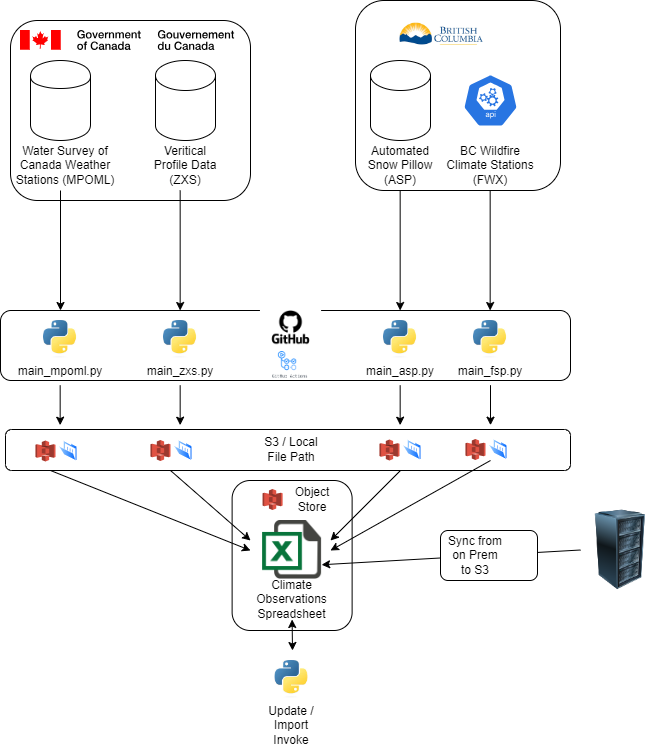 Government
of Canada
Gouvernement
du Canada
BRITISH
COLUMBIA
Water Survey of
Canada Weather
Stations (MPOML)
Veritical
Profile Data
(ZXS)
Automated
Snow Pillow
(ASP)
api
BC Wildfire
Climate Stations
(FWX)
GitHub
GitHub Actions
main_mpoml.py
main_zxs.py
main_asp.py
main_fsp.py
S3 / Local
File Path
Object
Store
X
Climate
Observations
Spreadsheet
Sync from
on Prem
to S3
Update /
Import
Invoke